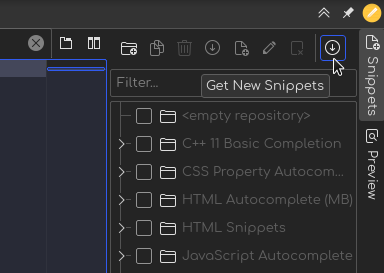 Filter...
Get New Snippets
<empty repository>
C++ 11 Basic Completion
CSS Property Autocom...
HTML Autocomplete (MB)
HTML Snippets
JavaScript Autocomplete
Snippets
Preview